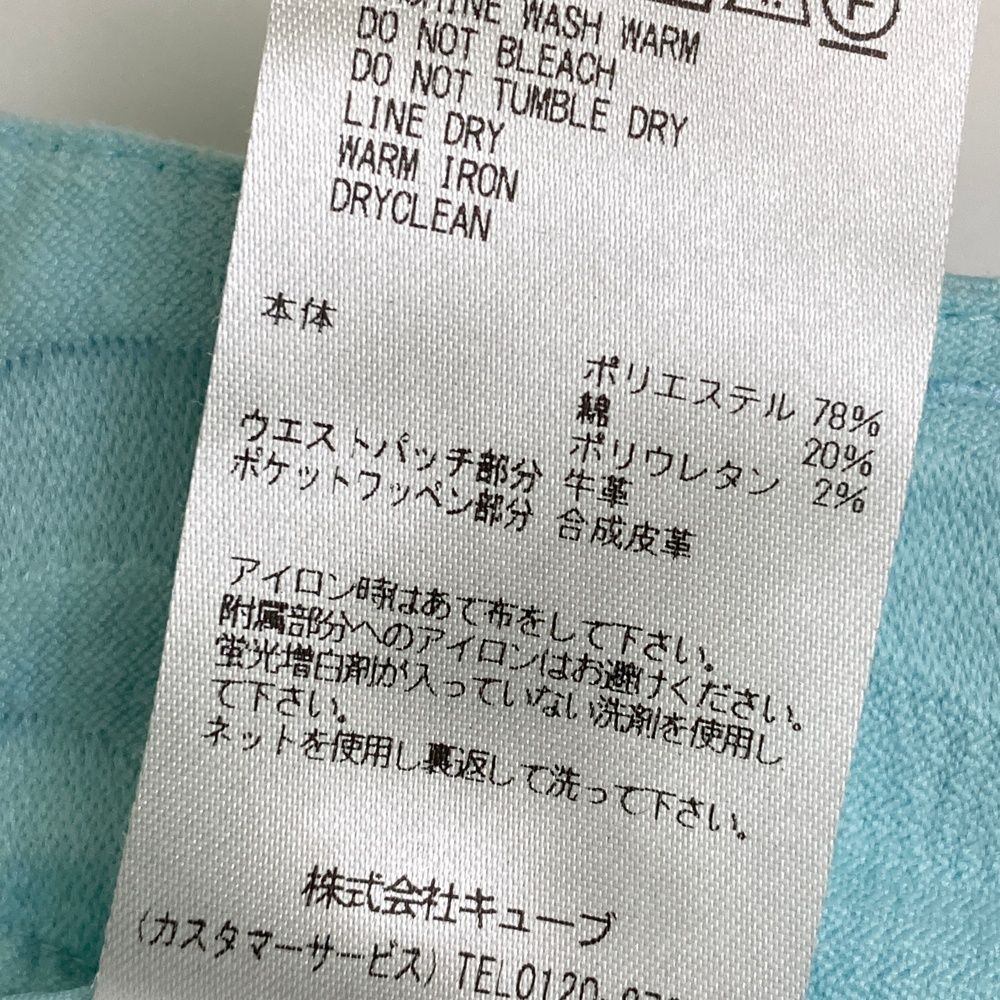 WASH WARM
DO NOT BLEACH
DO NOT TUMBLE DRY
LINE DRY
WARM IRON
DRYCLEAN
F
本体
ポリエステル 78%
綿 20%
ポリウレタン 2%
ウエストパッチ部分 牛革
ポケットワッペン部分 合成皮革
アイロン時はあて布をして下さい。
附属部分へのアイロンはお避けください。
蛍光増白剤が入っていない洗剤を使用し
て下さい。
ネットを使用し裏返して洗って下さい。
株式会社キューブ
(カスタマーサービス) TEL0120-